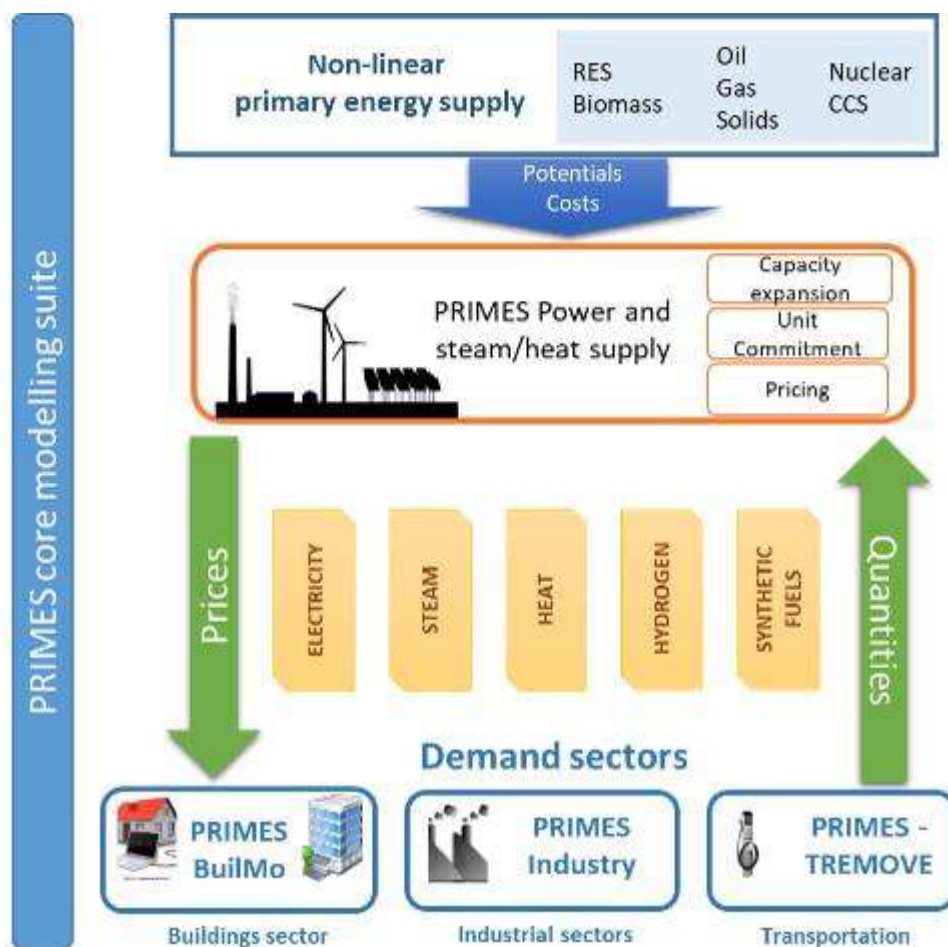 PRIMES core modelling suite
Non-linear
primary energy supply
RES
Biomass
Oil
Gas
Solids
Nuclear
CCS
Potentials
Costs
PRIMES Power and
steam/heat supply
Capacity
expansion
Unit
Commitment
Pricing
Prices
ELECTRICITY
STEAM
HEAT
HYDROGEN
SYNTHETIC
FUELS
Quantities
Demand sectors
PRIMES
BuilMo
PRIMES
Industry
PRIMES -
TREMOVE
Buildings sector
Industrial sectors
Transportation